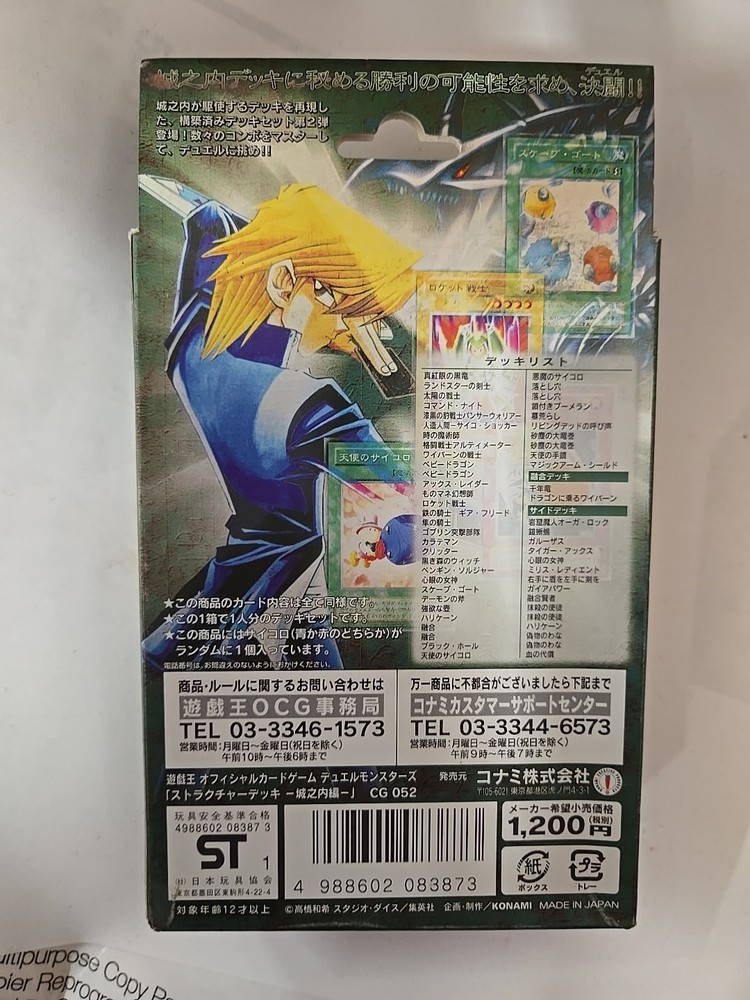 城之内デッキに秘める勝利の可能性を求め、決闘!!
デュエル
城之内が駆使するデッキを再現し
た、構築済みデッキセット第2弾
登場!数々のコンボをマスターし
て、デュエルに挑め!!
スケープ・ゴート 魔
ロケット戦士
天使のサイコロ
デッキリスト
真紅眼の黒竜
ランドスターの剣士
太陽の戦士
コマンド・ナイト
漆黒の豹戦士パンサーウォリアー
人造人間-サイコ・ショッカー
時の魔術師
格闘戦士アルティメーター
ワイバーンの戦士
ベビードラゴン
ベビードラゴン
アックス・レイダー
ものマネ幻想師
ロケット戦士
鉄の騎士 ギア・フリード
隼の騎士
ゴブリン突撃部隊
カラテマン
クリッター
黒き森のウィッチ
ペンギン・ソルジャー
心眼の女神
スケープ・ゴート
デーモンの斧
強欲な壺
ハリケーン
融合
融合
ブラック・ホール
天使のサイコロ
悪魔のサイコロ
落とし穴
落とし穴
鎖付きブーメラン
墓荒らし
リビングデッドの呼び声
砂塵の大竜巻
砂塵の大竜巻
天使の手鏡
マジックアーム・シールド
融合デッキ
千年竜
ドラゴンに乗るワイバーン
サイドデッキ
岩窟魔人オーガ・ロック
鎧蜥蜴
ガルーザス
タイガー・アックス
心眼の女神
ミリス・レディエント
右手に盾を左手に剣を
ガイアパワー
融合賢者
抹殺の使徒
抹殺の使徒
ハリケーン
偽物のわな
偽物のわな
血の代償
★この商品のカード内容は全て同様です。
★この1箱で1人分のデッキセットです。
★この商品にはサイコロ(青か赤のどちらか)が
ランダムに1個入っています。
電話番号は、お間違えのないようにおかけください。
商品・ルールに関するお問い合わせは
遊戯王OCG事務局
TEL 03-3346-1573
営業時間:月曜日〜金曜日(祝日を除く)
午前10時〜午後6時まで
万一商品に不都合がございましたら下記まで
コナミカスタマーサポートセンター
TEL 03-3344-6573
営業時間:月曜日〜金曜日(祝日を除く)
午前9時〜午後7時まで
遊戯王 オフィシャルカードゲーム デュエルモンスターズ
「ストラクチャーデッキ -城之内編-」 CG 052
発売元 コナミ株式会社
〒105-6021 東京都港区虎ノ門4-3-1
玩具安全基準合格
4988602 08387 3
ST 1
(社)日本玩具協会
東京都墨田区東駒形4-22-4
対象年齢12才以上
4 988602 083873
メーカー希望小売価格
1,200円(税別)
紙
ボックス
プラ
トレー
©高橋和希 スタジオ・ダイス/集英社 企画・制作/KONAMI MADE IN JAPAN
Multipurpose Copy